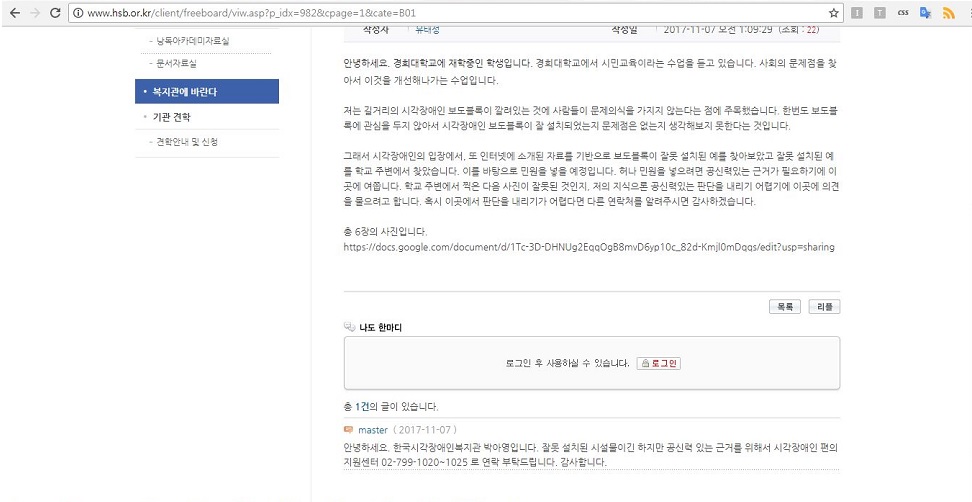 www.hsb.or.kr/client/freeboard/viw.asp?p_idx=982&cpage=1&cate=B01
CSS
- 낭독아카데미자료실
- 문서자료실
복지관에 바란다
기관 견학
- 견학안내 및 신청
작성자 유태성 작성일 2017-11-07 오전 1:09:29 (조회 : 22)
안녕하세요. 경희대학교에 재학중인 학생입니다. 경희대학교에서 시민교육이라는 수업을 듣고 있습니다. 사회의 문제점을 찾
아서 이것을 개선해나가는 수업입니다.
저는 길거리의 시각장애인 보도블록이 깔려있는 것에 사람들이 문제의식을 가지지 않는다는 점에 주목했습니다. 한번도 보도블
록에 관심을 두지 않아서 시각장애인 보도블록이 잘 설치되었는지 문제점은 없는지 생각해보지 못한다는 것입니다.
그래서 시각장애인의 입장에서, 또 인터넷에 소개된 자료를 기반으로 보도블록이 잘못 설치된 예를 찾아보았고 잘못 설치된 예
를 학교 주변에서 찾았습니다. 이를 바탕으로 민원을 넣을 예정입니다. 허나 민원을 넣으려면 공신력있는 근거가 필요하기에 이
곳에 여쭙니다. 학교 주변에서 찍은 다음 사진이 잘못된 것인지, 저의 지식으론 공신력있는 판단을 내리기 어렵기에 이곳에 의견
을 물으려고 합니다. 혹시 이곳에서 판단을 내리기가 어렵다면 다른 연락처를 알려주시면 감사하겠습니다.
총 6장의 사진입니다.
https://docs.google.com/document/d/1Tc-3D-DHNUg2EqqOgB8mvD6yp10c_82d-KmjI0mDqqs/edit?usp=sharing
목록 리플
나도 한마디
로그인 후 사용하실 수 있습니다. 로그인
총 1건의 글이 있습니다.
master ( 2017-11-07 )
안녕하세요. 한국시각장애인복지관 박아영입니다. 잘못 설치된 시설물이긴 하지만 공신력 있는 근거를 위해서 시각장애인 편의
지원센터 02-799-1020~1025 로 연락 부탁드립니다. 감사합니다.